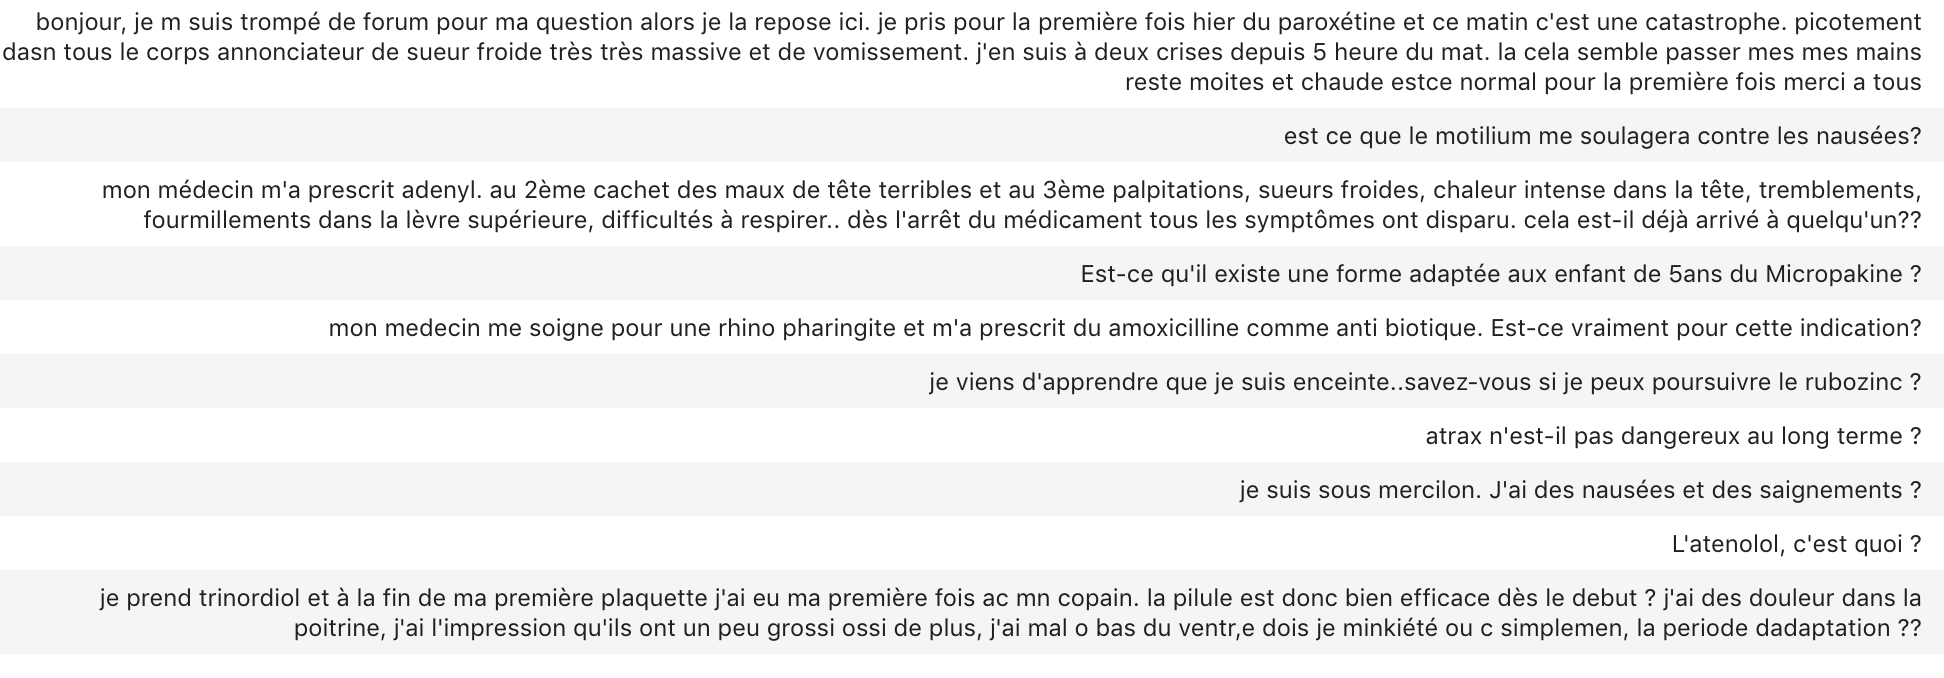 bonjour, je m suis trompé de forum pour ma question alors je la repose ici. je pris pour la première fois hier du paroxétine et ce matin c'est une catastrophe. picotement
dasn tous le corps annonciateur de sueur froide très très massive et de vomissement. j'en suis à deux crises depuis 5 heure du mat. la cela semble passer mes mes mains
reste moites et chaude estce normal pour la première fois merci a tous
est ce que le motilium me soulagera contre les nausées?
mon médecin m'a prescrit adenyl. au 2ème cachet des maux de tête terribles et au 3ème palpitations, sueurs froides, chaleur intense dans la tête, tremblements,
fourmillements dans la lèvre supérieure, difficultés à respirer.. dès l'arrêt du médicament tous les symptômes ont disparu. cela est-il déjà arrivé à quelqu'un??
Est-ce qu'il existe une forme adaptée aux enfant de 5ans du Micropakine ?
mon medecin me soigne pour une rhino pharingite et m'a prescrit du amoxicilline comme anti biotique. Est-ce vraiment pour cette indication?
je viens d'apprendre que je suis enceinte..savez-vous si je peux poursuivre le rubozinc ?
atrax n'est-il pas dangereux au long terme ?
je suis sous mercilon. J'ai des nausées et des saignements ?
L'atenolol, c'est quoi ?
je prend trinordiol et à la fin de ma première plaquette j'ai eu ma première fois ac mn copain. la pilule est donc bien efficace dès le debut ? j'ai des douleur dans la
poitrine, j'ai l'impression qu'ils ont un peu grossi ossi de plus, j'ai mal o bas du ventr,e dois je minkiété ou c simplemen, la periode dadaptation ??